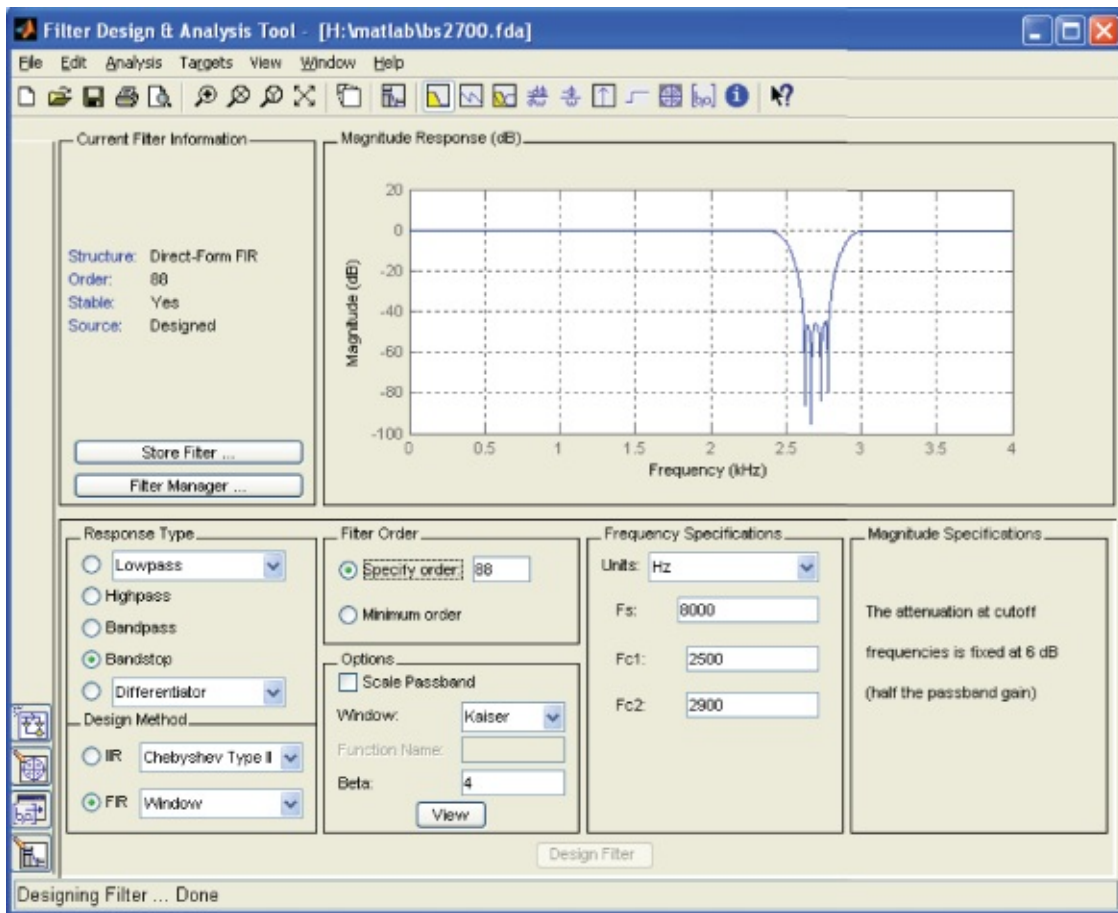 Filter Design & Analysis Tool - [H:\matlab\bs2700.fda]
File Edit Analysis Targets View Window Help
Current Filter Information
Structure: Direct-Form FIR
Order: 88
Stable: Yes
Source: Designed
Store Filter ...
Filter Manager ...
Magnitude Response (dB)
Magnitude (dB)
20
0
-20
-40
-60
-80
-100
0 0.5 1 1.5 2 2.5 3 3.5 4
Frequency (kHz)
Response Type
Lowpass
Highpass
Bandpass
Bandstop
Differentiator
Design Method
IIR Chebyshev Type II
FIR Window
Filter Order
Specify order: 88
Minimum order
Options
Scale Passband
Window: Kaiser
Function Name:
Beta: 4
View
Frequency Specifications
Units: Hz
Fs: 8000
Fc1: 2500
Fc2: 2900
Magnitude Specifications
The attenuation at cutoff
frequencies is fixed at 6 dB
(half the passband gain)
Design Filter
Designing Filter ... Done